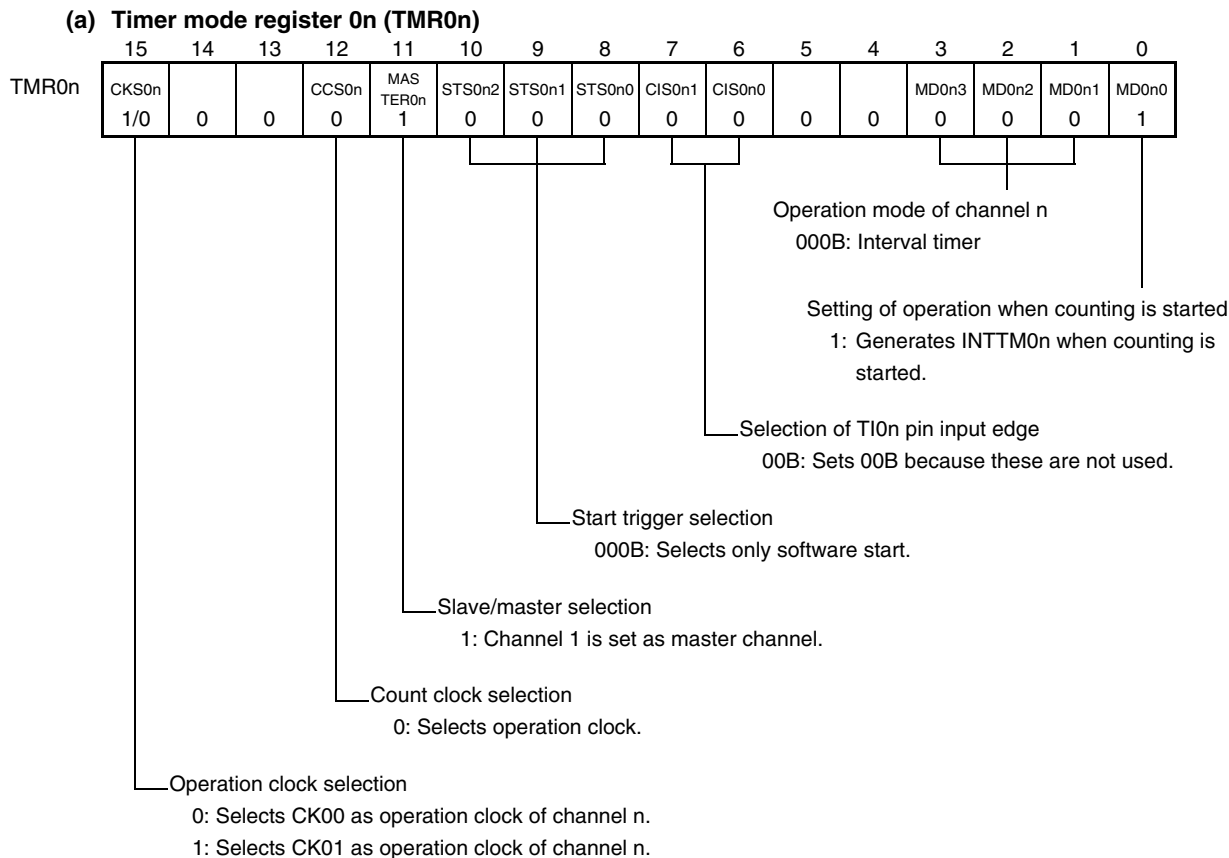 (a) Timer mode register 0n (TMR0n)
15 14 13 12 11 10 9 8 7 6 5 4 3 2 1 0
TMR0n
CKS0n CCS0n MAS TER0n STS0n2 STS0n1 STS0n0 CIS0n1 CIS0n0 MD0n3 MD0n2 MD0n1 MD0n0
1/0 0 0 0 1 0 0 0 0 0 0 0 0 0 0 1
Operation mode of channel n
000B: Interval timer
Setting of operation when counting is started
1: Generates INTTM0n when counting is
started.
Selection of TI0n pin input edge
00B: Sets 00B because these are not used.
Start trigger selection
000B: Selects only software start.
Slave/master selection
1: Channel 1 is set as master channel.
Count clock selection
0: Selects operation clock.
Operation clock selection
0: Selects CK00 as operation clock of channel n.
1: Selects CK01 as operation clock of channel n.